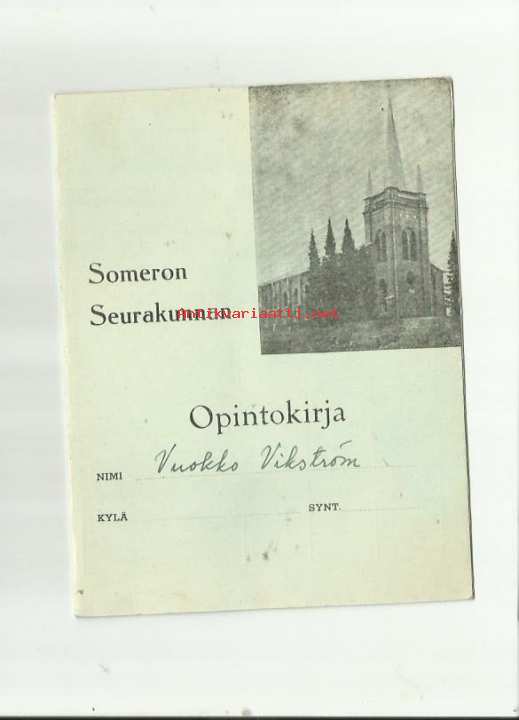 Someron
Seurakunnan
Antikvariaatti.net
Opintokirja
NIMI Vuokko Vikström
KYLÄ SYNT.